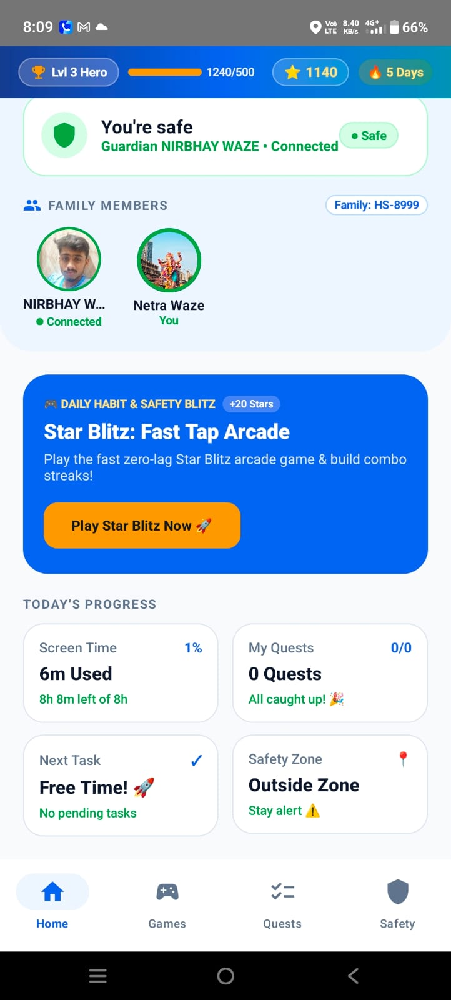 8:09
Vo) LTE 8.40 KB/s 4G+ 66%
Lvl 3 Hero 1240/500 ⭐ 1140 🔥 5 Days
You're safe
Guardian NIRBHAY WAZE • Connected
● Safe
FAMILY MEMBERS
Family: HS-8999
NIRBHAY W...
● Connected
Netra Waze
You
🎮 DAILY HABIT & SAFETY BLITZ
+20 Stars
Star Blitz: Fast Tap Arcade
Play the fast zero-lag Star Blitz arcade game & build combo
streaks!
Play Star Blitz Now 🚀
TODAY'S PROGRESS
Screen Time 1%
6m Used
8h 8m left of 8h
My Quests 0/0
0 Quests
All caught up! 🎉
Next Task ✓
Free Time! 🚀
No pending tasks
Safety Zone 📍
Outside Zone
Stay alert ⚠️
Home
Games
Quests
Safety